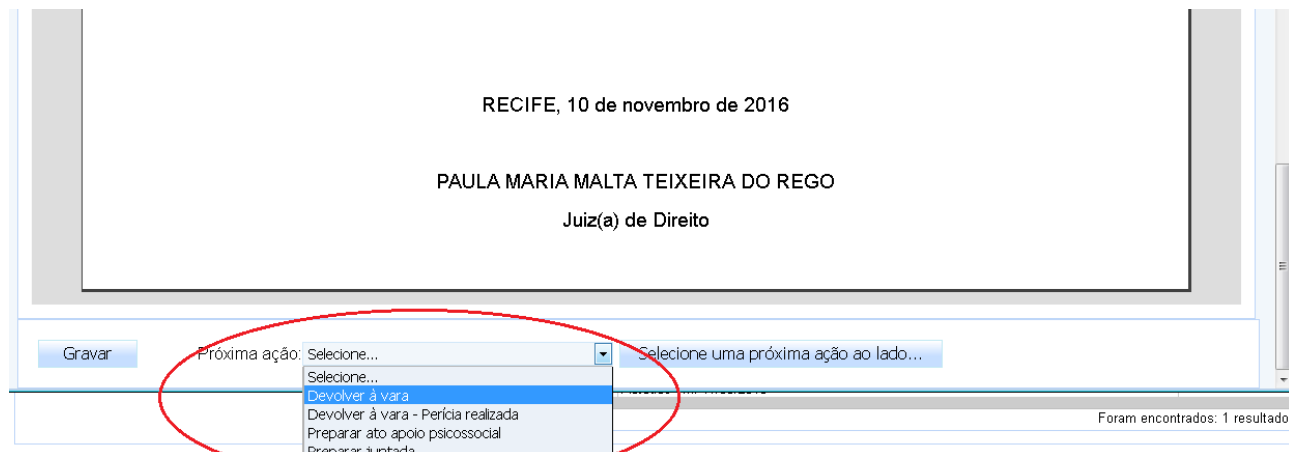 RECIFE, 10 de novembro de 2016
PAULA MARIA MALTA TEIXEIRA DO REGO
Juiz(a) de Direito
Gravar Próxima ação: Selecione... Selecione uma próxima ação ao lado...
Selecione...
Devolver à vara
Devolver à vara - Perícia realizada
Foram encontrados: 1 resultado
Preparar ato apoio psicossocial
Preparar juntada